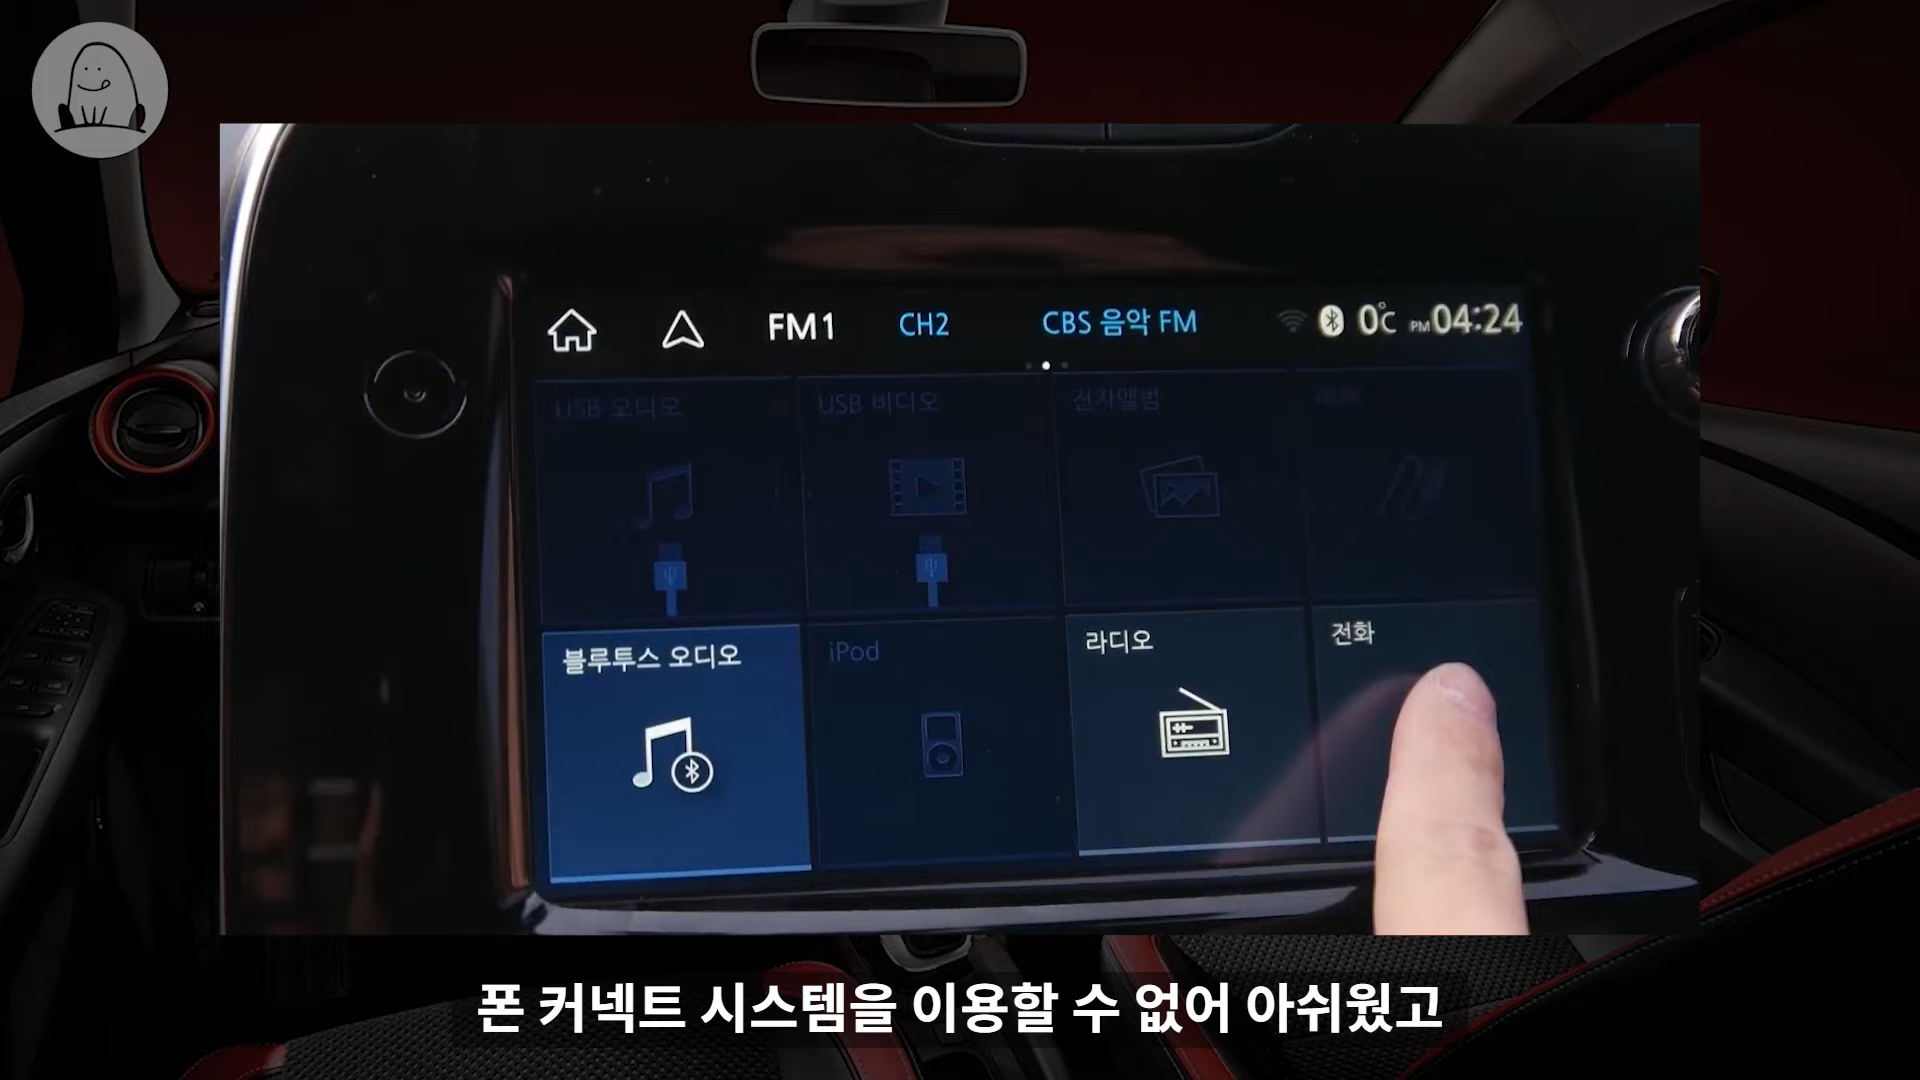 FM1 CH2 CBS 음악 FM 0℃ PM 04:24
USB 오디오 USB 비디오 전자앨범
블루투스 오디오 iPod 라디오 전화
폰 커넥트 시스템을 이용할 수 없어 아쉬웠고